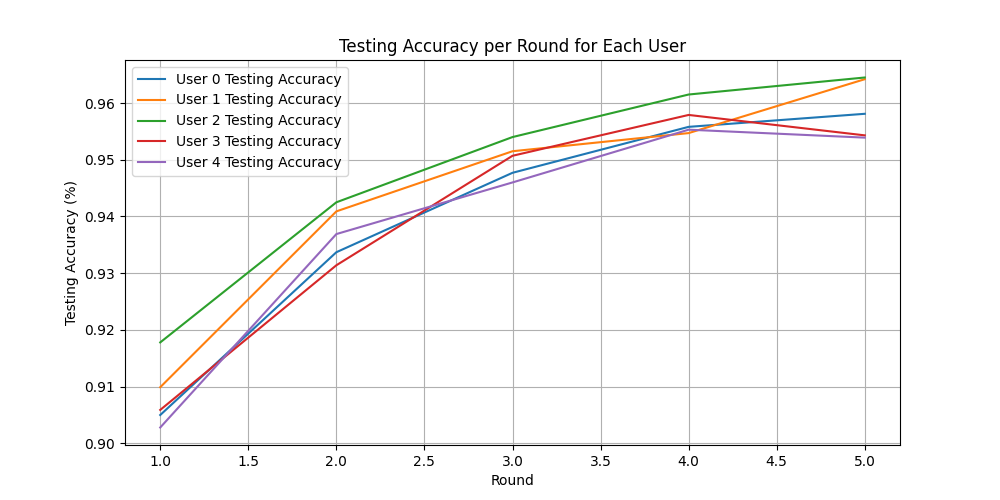 Testing Accuracy per Round for Each User
User 0 Testing Accuracy
User 1 Testing Accuracy
User 2 Testing Accuracy
User 3 Testing Accuracy
User 4 Testing Accuracy
Testing Accuracy (%)
0.96
0.95
0.94
0.93
0.92
0.91
0.90
1.0 1.5 2.0 2.5 3.0 3.5 4.0 4.5 5.0
Round